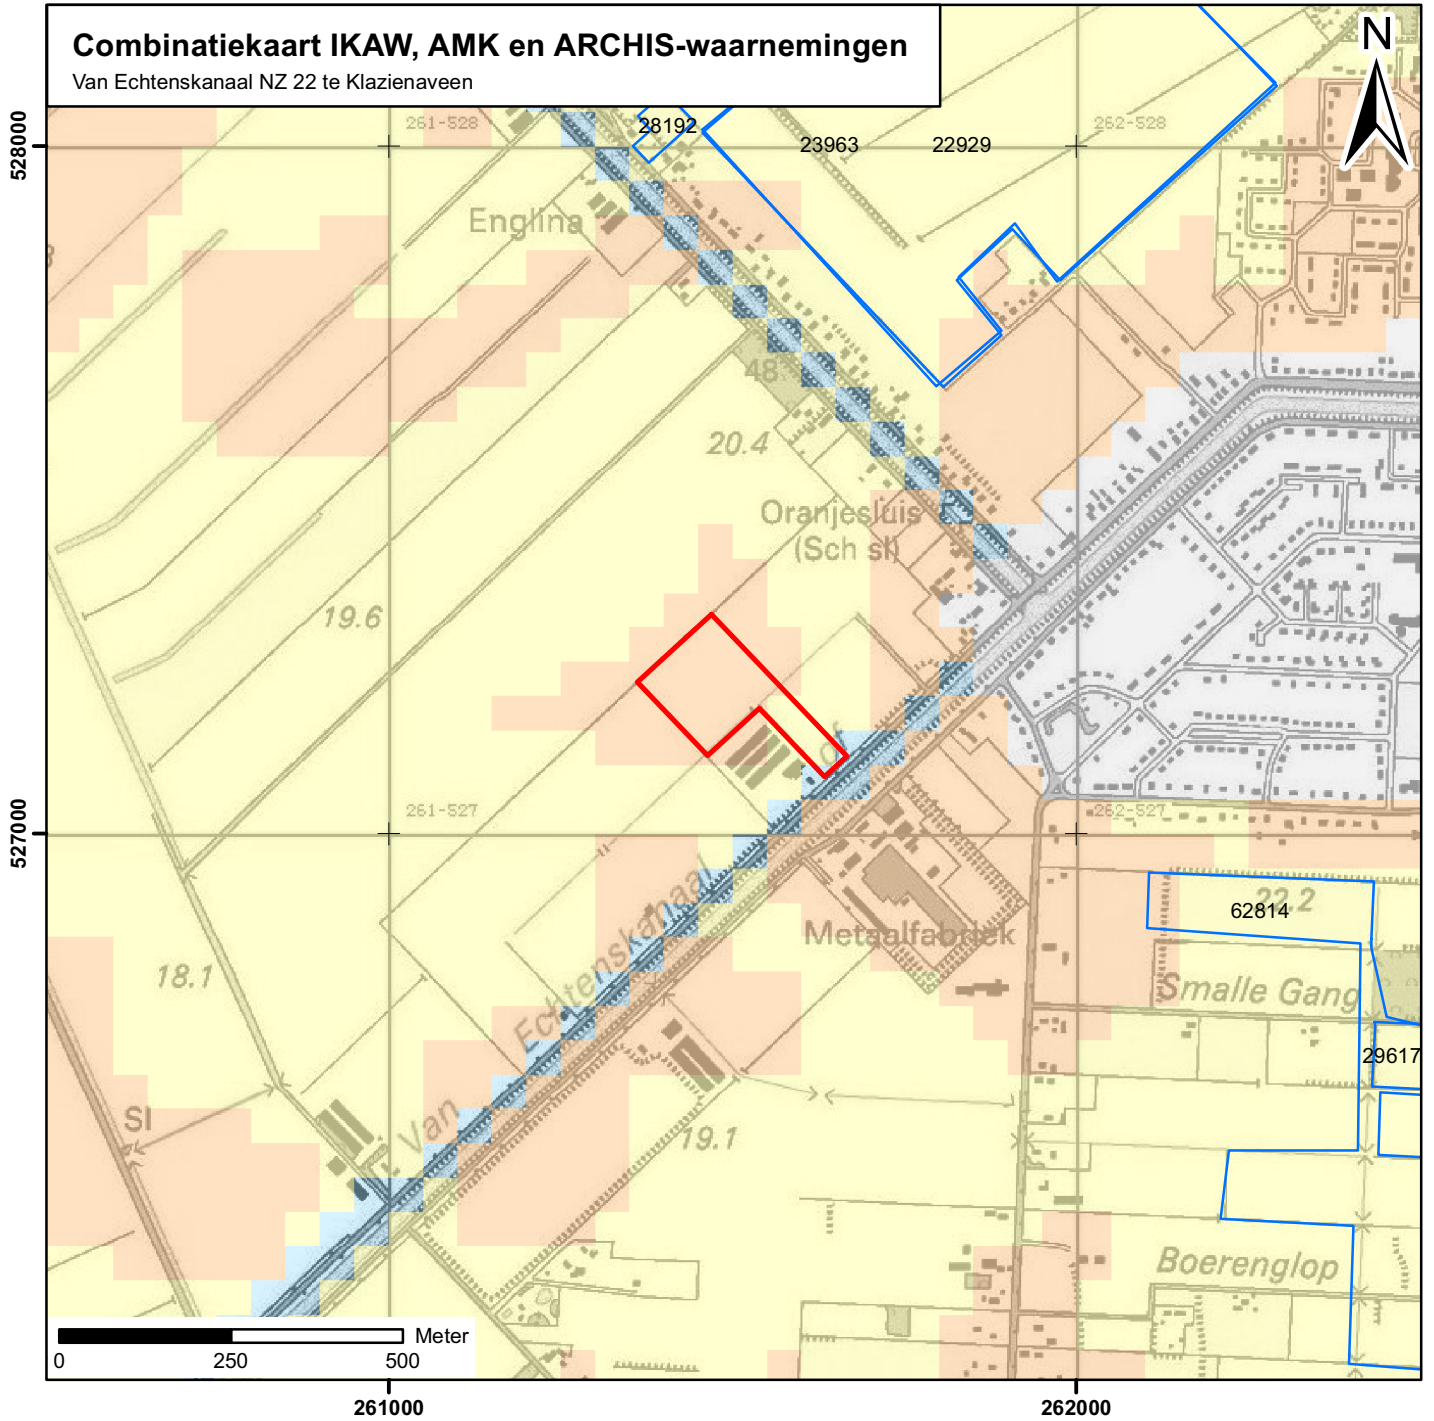 Combinatiekaart IKAW, AMK en ARCHIS-waarnemingen
Van Echtenskanaal NZ 22 te Klazienaveen
N
528000
261-528
28192
23963
22929
262-528
Englina
48
20.4
Oranjesluis
(Sch sl)
19.6
527000
261-527
262-527
Metaalfabriek
22.2
62814
18.1
Smalle Gang
Van Echtenskanaal
29617
Sl
19.1
Boerenglop
Meter
0 250 500
261000
262000